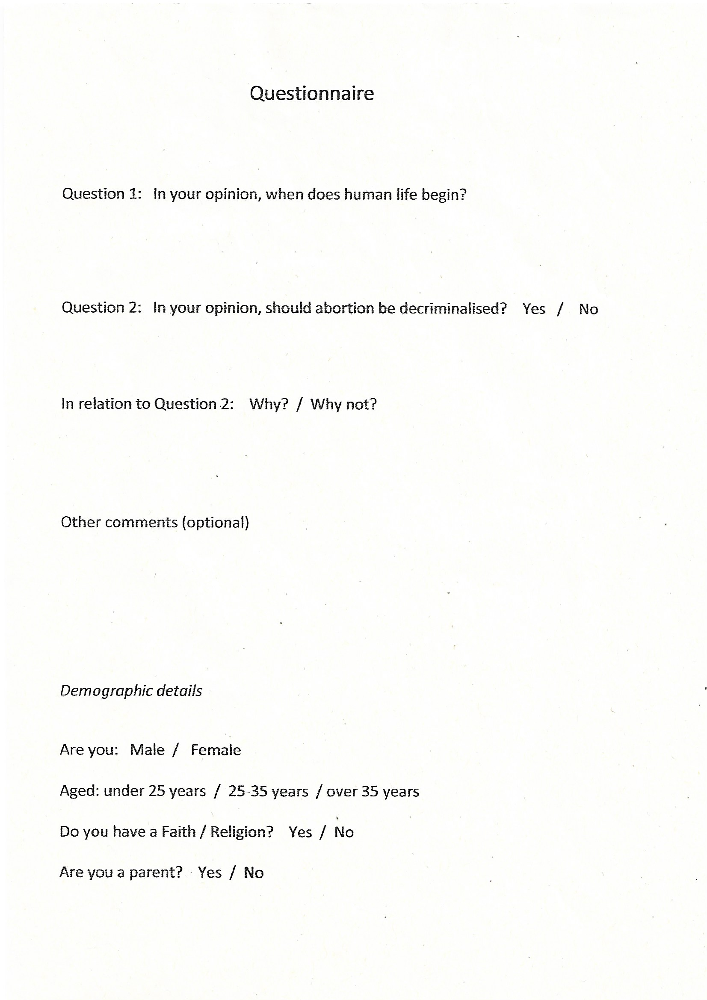 Questionnaire
Question 1: In your opinion, when does human life begin?
Question 2: In your opinion, should abortion be decriminalised? Yes / No
In relation to Question 2: Why? / Why not?
Other comments (optional)
Demographic details
Are you: Male / Female
Aged: under 25 years / 25-35 years / over 35 years
Do you have a Faith / Religion? Yes / No
Are you a parent? Yes / No